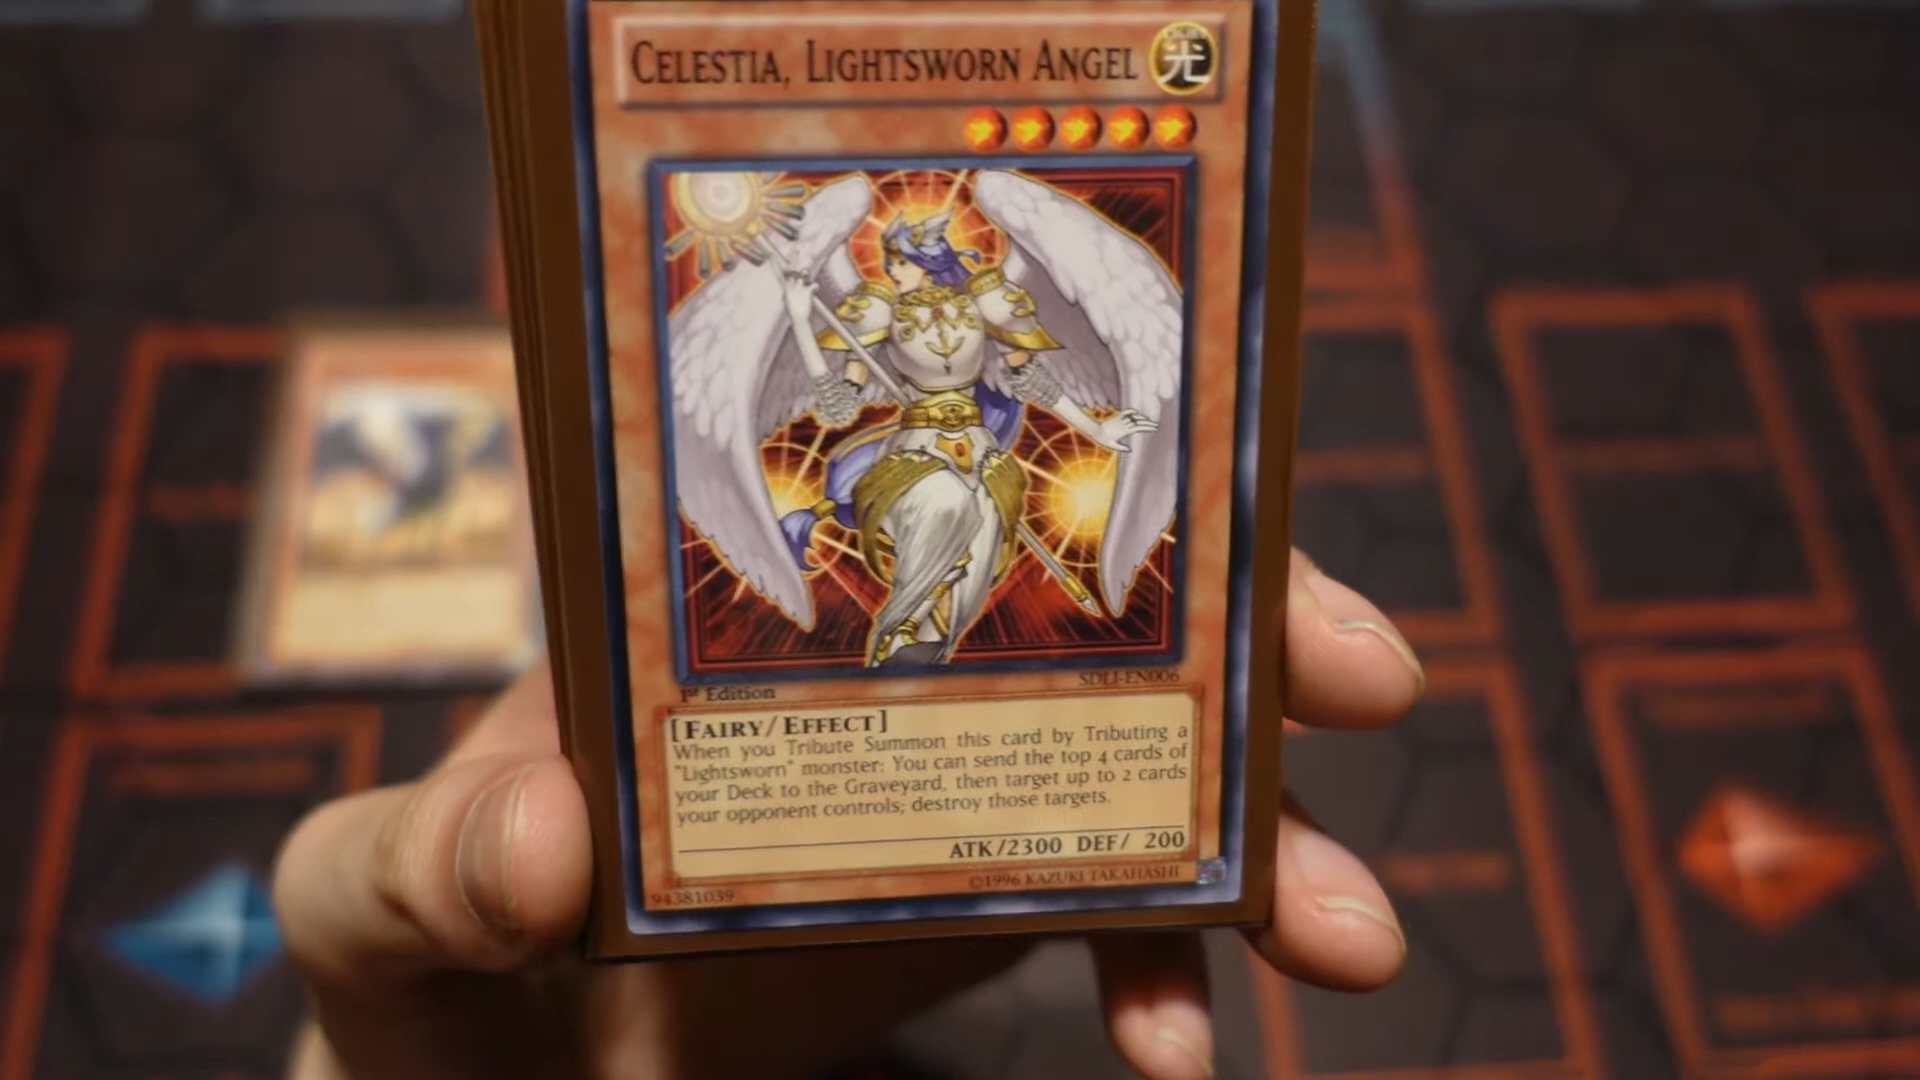 CELESTIA, LIGHTSWORN ANGEL
光
1st Edition
SDLI-EN006
[FAIRY/EFFECT]
When you Tribute Summon this card by Tributing a
"Lightsworn" monster: You can send the top 4 cards of
your Deck to the Graveyard, then target up to 2 cards
your opponent controls; destroy those targets.
ATK/2300 DEF/ 200
94381039
©1996 KAZUKI TAKAHASHI